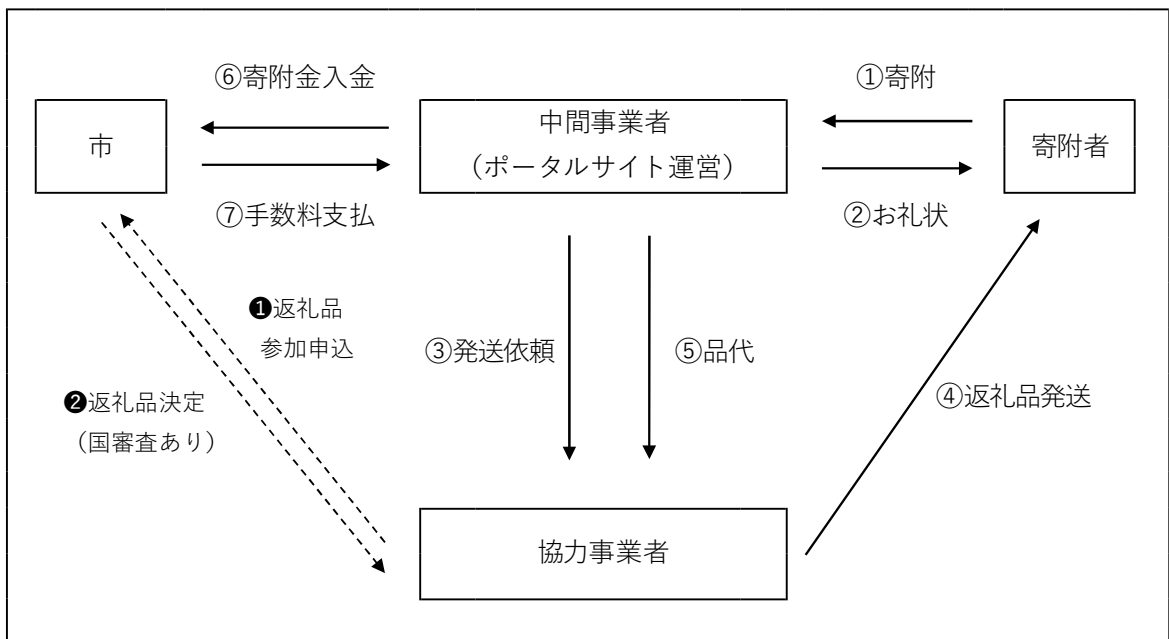 ⑥寄附金入金
①寄附
市
中間事業者
（ポータルサイト運営）
寄附者
⑦手数料支払
②お礼状
❶返礼品
参加申込
③発送依頼
⑤品代
❷返礼品決定
（国審査あり）
④返礼品発送
協力事業者